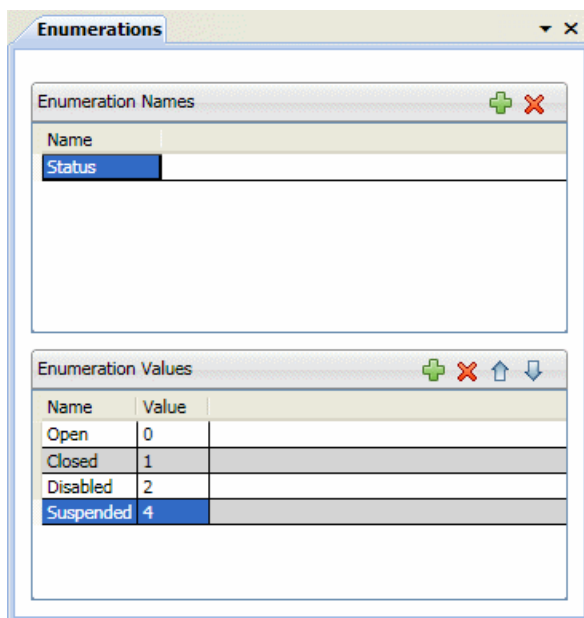 Enumerations
Enumeration Names
Name
Status
Enumeration Values
Name Value
Open 0
Closed 1
Disabled 2
Suspended 4